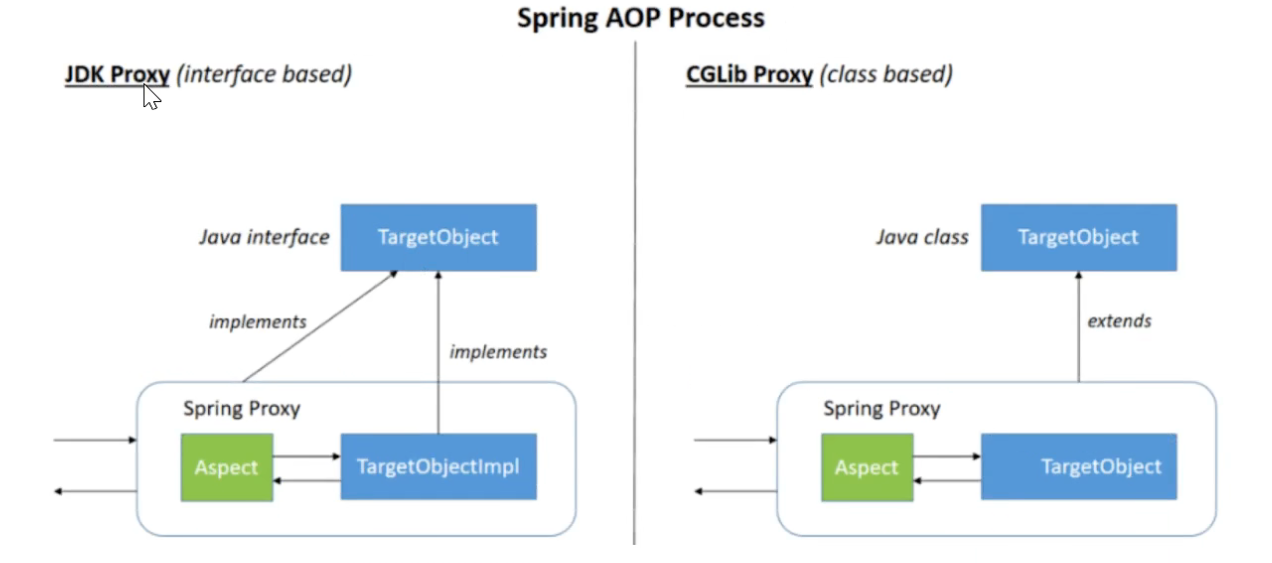 Spring AOP Process
JDK Proxy (interface based)
Java interface
TargetObject
implements
implements
Spring Proxy
Aspect
TargetObjectImpl
CGLib Proxy (class based)
Java class
TargetObject
extends
Spring Proxy
Aspect
TargetObject